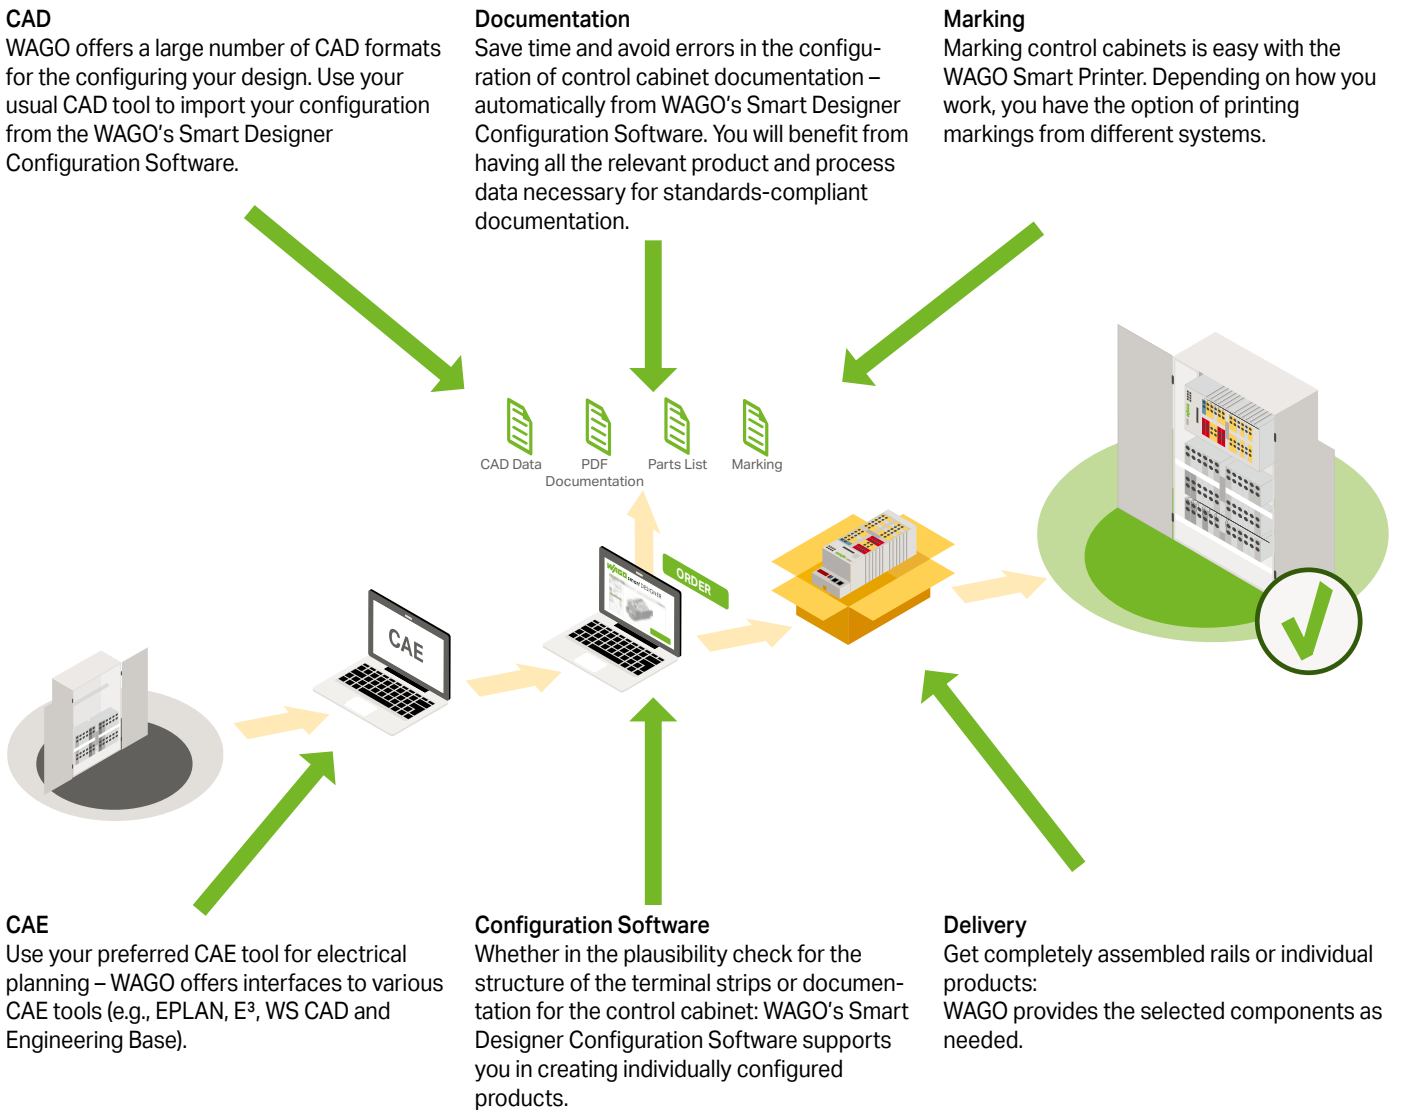 CAD
WAGO offers a large number of CAD formats
for the configuring your design. Use your
usual CAD tool to import your configuration
from the WAGO's Smart Designer
Configuration Software.
Documentation
Save time and avoid errors in the configu-
ration of control cabinet documentation –
automatically from WAGO's Smart Designer
Configuration Software. You will benefit from
having all the relevant product and process
data necessary for standards-compliant
documentation.
Marking
Marking control cabinets is easy with the
WAGO Smart Printer. Depending on how you
work, you have the option of printing
markings from different systems.
CAD Data
PDF
Documentation
Parts List
Marking
CAE
WAGO smart DESIGNER
ORDER
CAE
Use your preferred CAE tool for electrical
planning – WAGO offers interfaces to various
CAE tools (e.g., EPLAN, E³, WS CAD and
Engineering Base).
Configuration Software
Whether in the plausibility check for the
structure of the terminal strips or documen-
tation for the control cabinet: WAGO's Smart
Designer Configuration Software supports
you in creating individually configured
products.
Delivery
Get completely assembled rails or individual
products:
WAGO provides the selected components as
needed.